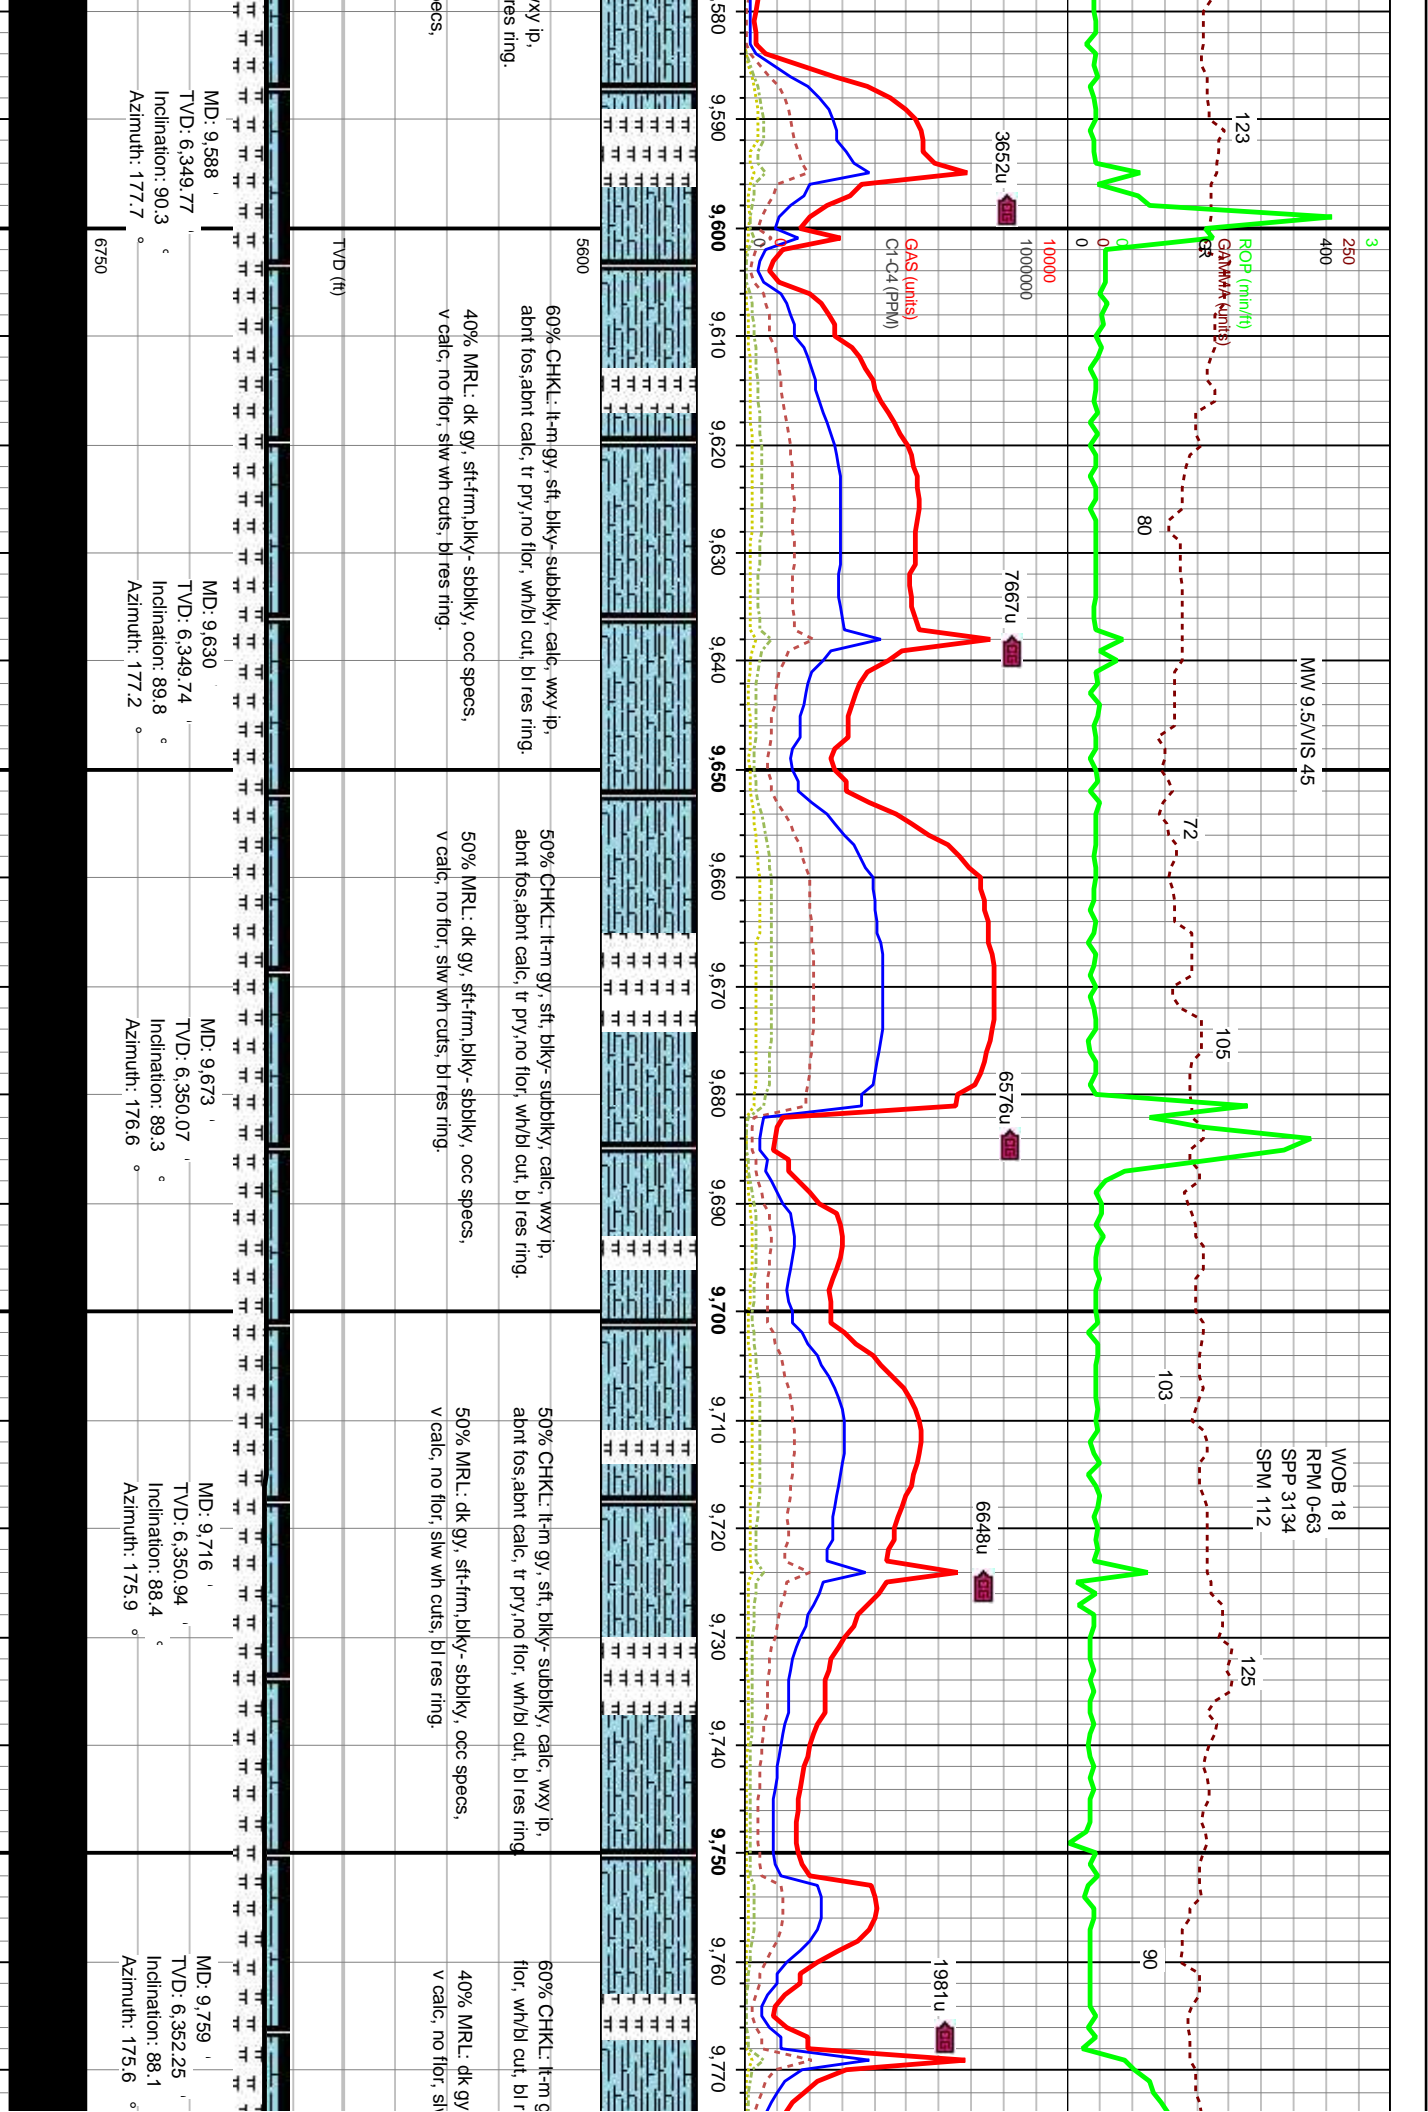 3
250
400
ROP (min/ft)
GAMMA (units)
0
0
0
10000
1000000
GAS (units)
C1-C4 (PPM)
0
0
123
80
72
105
103
125
90
MW 9.5/VIS 45
WOB 18
RPM 0-63
SPP 3134
SPM 112
3652u
7667u
6576u
6648u
1981u
9,590
9,600
9,610
9,620
9,630
9,640
9,650
9,660
9,670
9,680
9,690
9,700
9,710
9,720
9,730
9,740
9,750
9,760
9,770
5600
TVD (ft)
6750
res ring.
60% CHKL: lt-m gy, sft, blky- subblky, calc, wxy ip,
abnt fos,abnt calc, tr pry,no flor, wh/bl cut, bl res ring.
40% MRL: dk gy, sft-frm,blky- sbblky, occ specs,
v calc, no flor, slw wh cuts, bl res ring.
50% CHKL: lt-m gy, sft, blky- subblky, calc, wxy ip,
abnt fos,abnt calc, tr pry,no flor, wh/bl cut, bl res ring.
50% MRL: dk gy, sft-frm,blky- sbblky, occ specs,
v calc, no flor, slw wh cuts, bl res ring.
50% CHKL: lt-m gy, sft, blky- subblky, calc, wxy ip,
abnt fos,abnt calc, tr pry,no flor, wh/bl cut, bl res ring.
50% MRL: dk gy, sft-frm,blky- sbblky, occ specs,
v calc, no flor, slw wh cuts, bl res ring.
60% CHKL: lt-m
flor, wh/bl cut, bl
40% MRL: dk gy
v calc, no flor,
MD: 9,588 '
TVD: 6,349.77 '
Inclination: 90.3 °
Azimuth: 177.7 °
MD: 9,630 '
TVD: 6,349.74 '
Inclination: 89.8 °
Azimuth: 177.2 °
MD: 9,673 '
TVD: 6,350.07 '
Inclination: 89.3 °
Azimuth: 176.6 °
MD: 9,716 '
TVD: 6,350.94 '
Inclination: 88.4 °
Azimuth: 175.9 °
MD: 9,759 '
TVD: 6,352.25 '
Inclination: 88.1
Azimuth: 175.6 °